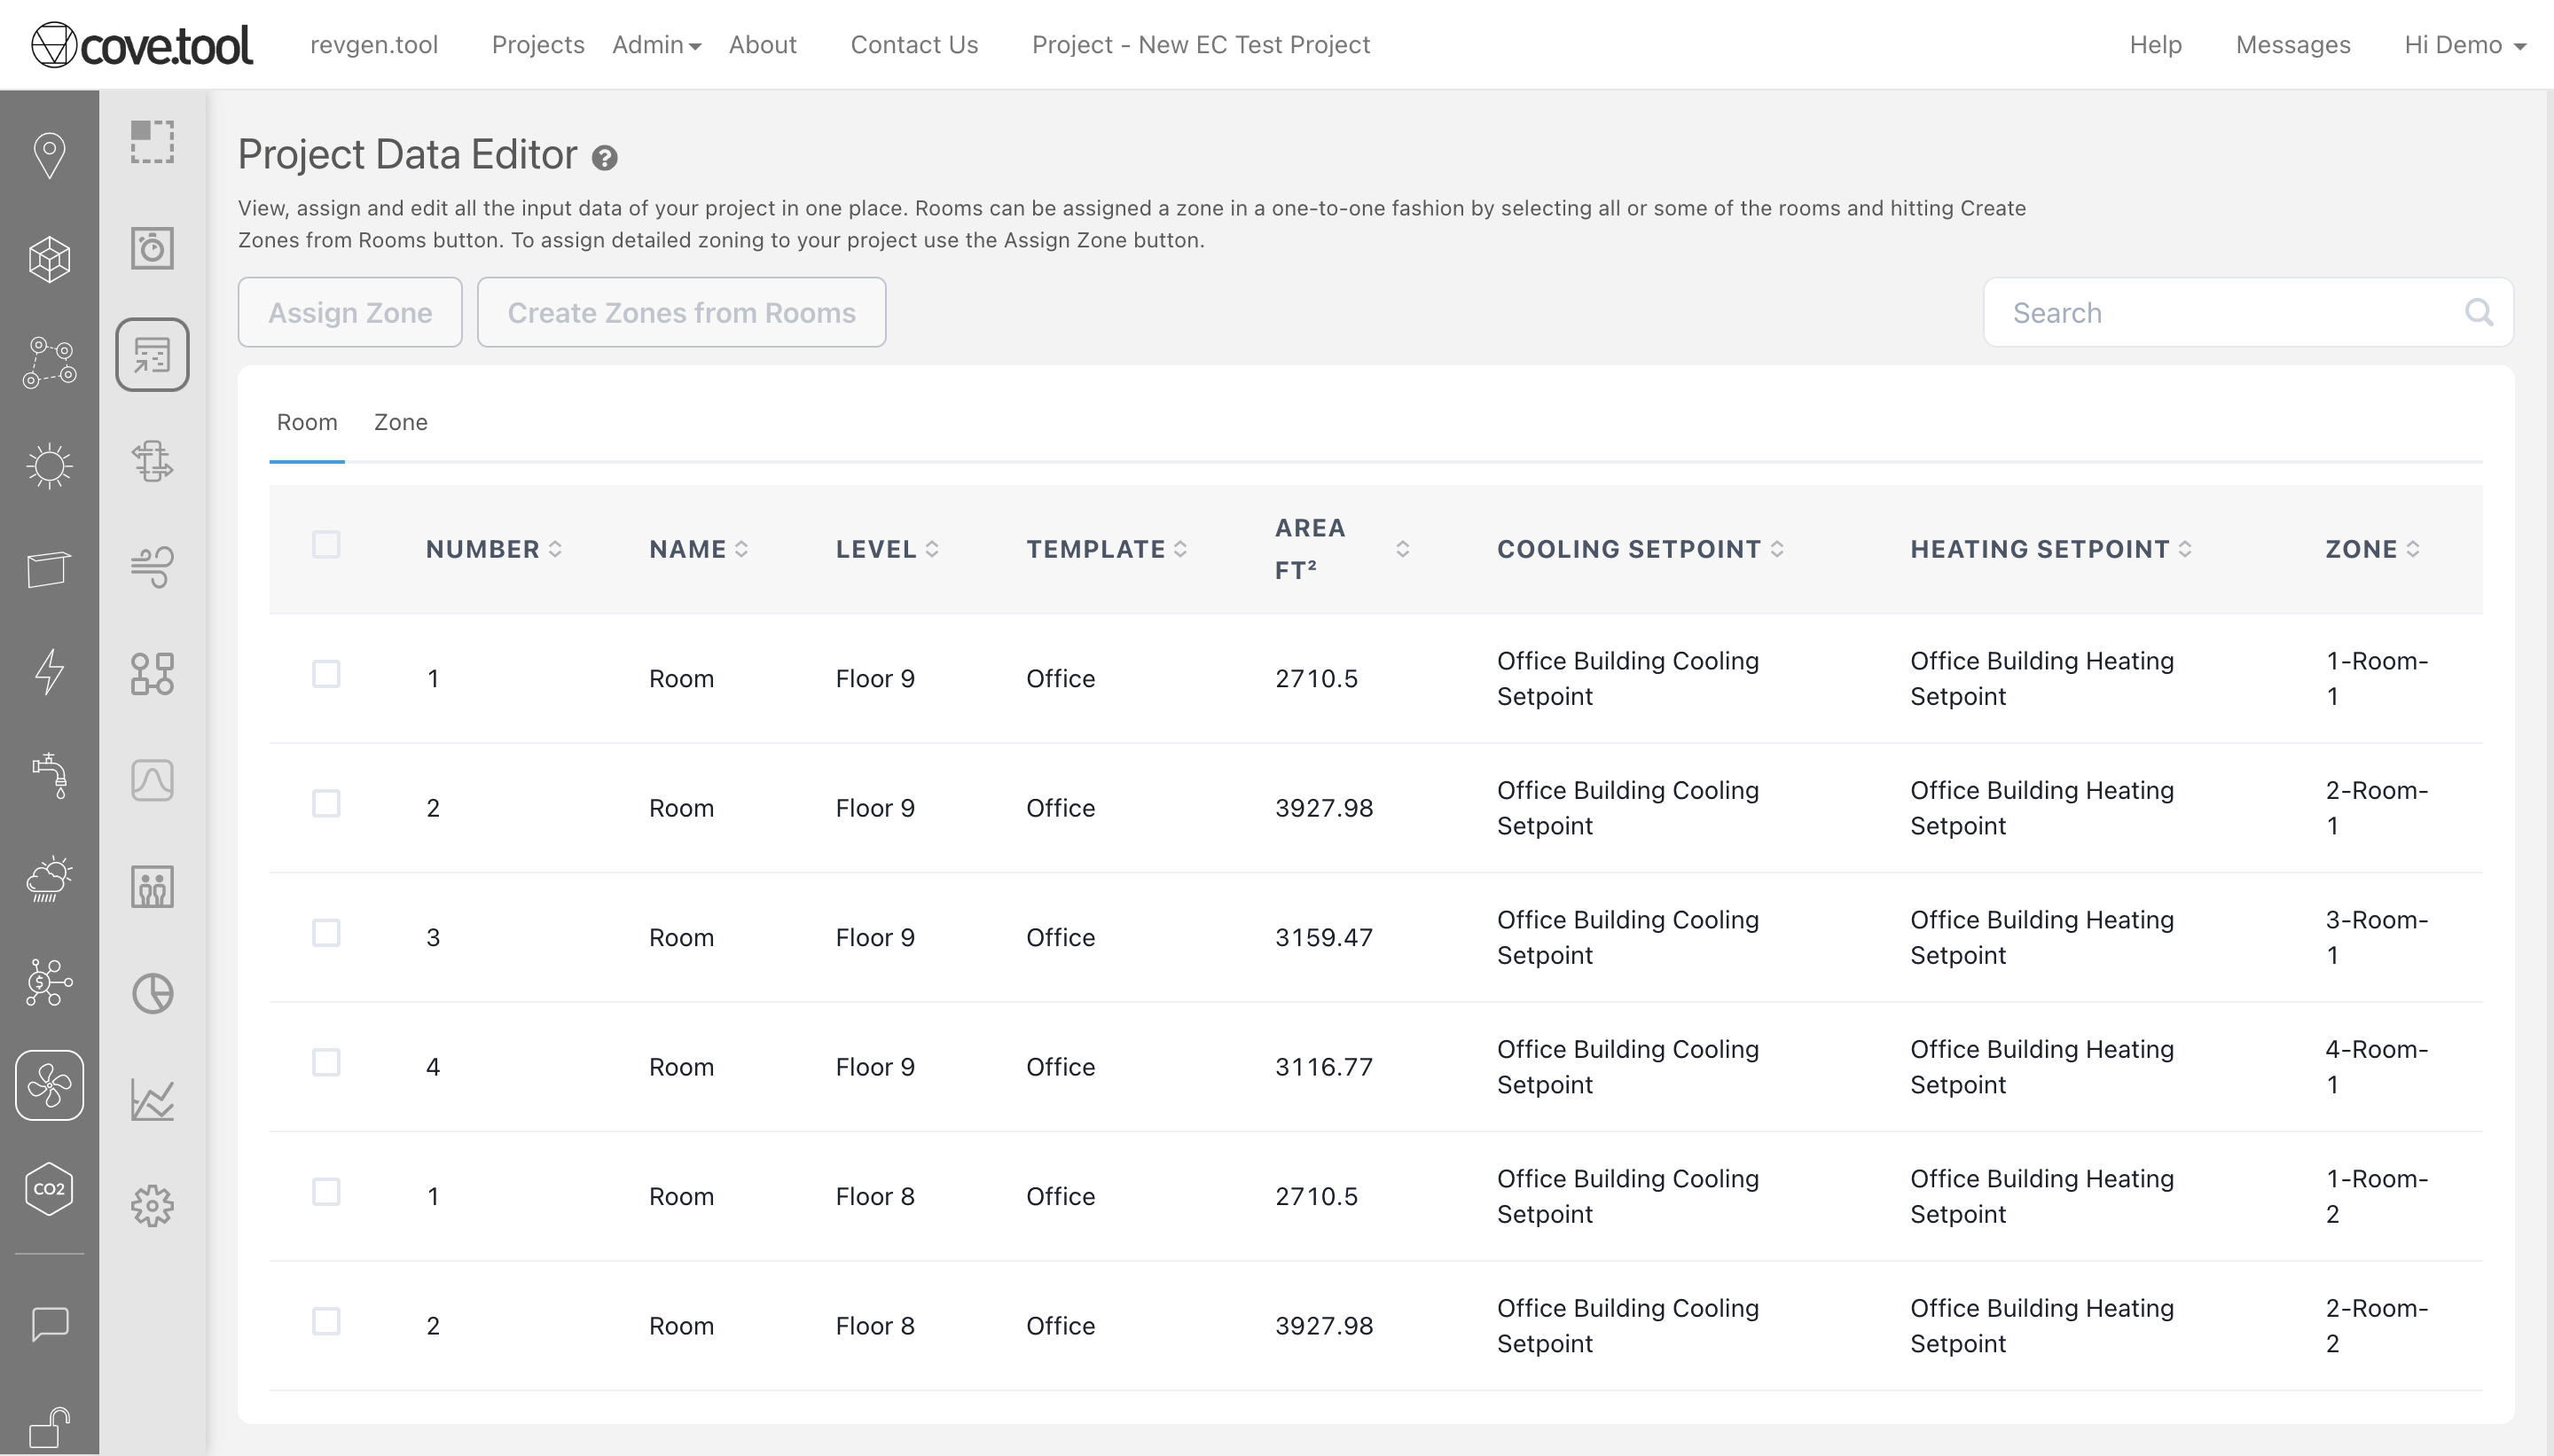 cove.tool revgen.tool Projects Admin About Contact Us Project - New EC Test Project Help Messages Hi Demo
Project Data Editor ?
View, assign and edit all the input data of your project in one place. Rooms can be assigned a zone in a one-to-one fashion by selecting all or some of the rooms and hitting Create
Zones from Rooms button. To assign detailed zoning to your project use the Assign Zone button.
Assign Zone Create Zones from Rooms Search
Room Zone
NUMBER NAME LEVEL TEMPLATE AREA FT² COOLING SETPOINT HEATING SETPOINT ZONE
1 Room Floor 9 Office 2710.5 Office Building Cooling Setpoint Office Building Heating Setpoint 1-Room-1
2 Room Floor 9 Office 3927.98 Office Building Cooling Setpoint Office Building Heating Setpoint 2-Room-1
3 Room Floor 9 Office 3159.47 Office Building Cooling Setpoint Office Building Heating Setpoint 3-Room-1
4 Room Floor 9 Office 3116.77 Office Building Cooling Setpoint Office Building Heating Setpoint 4-Room-1
1 Room Floor 8 Office 2710.5 Office Building Cooling Setpoint Office Building Heating Setpoint 1-Room-2
2 Room Floor 8 Office 3927.98 Office Building Cooling Setpoint Office Building Heating Setpoint 2-Room-2
$
CO2